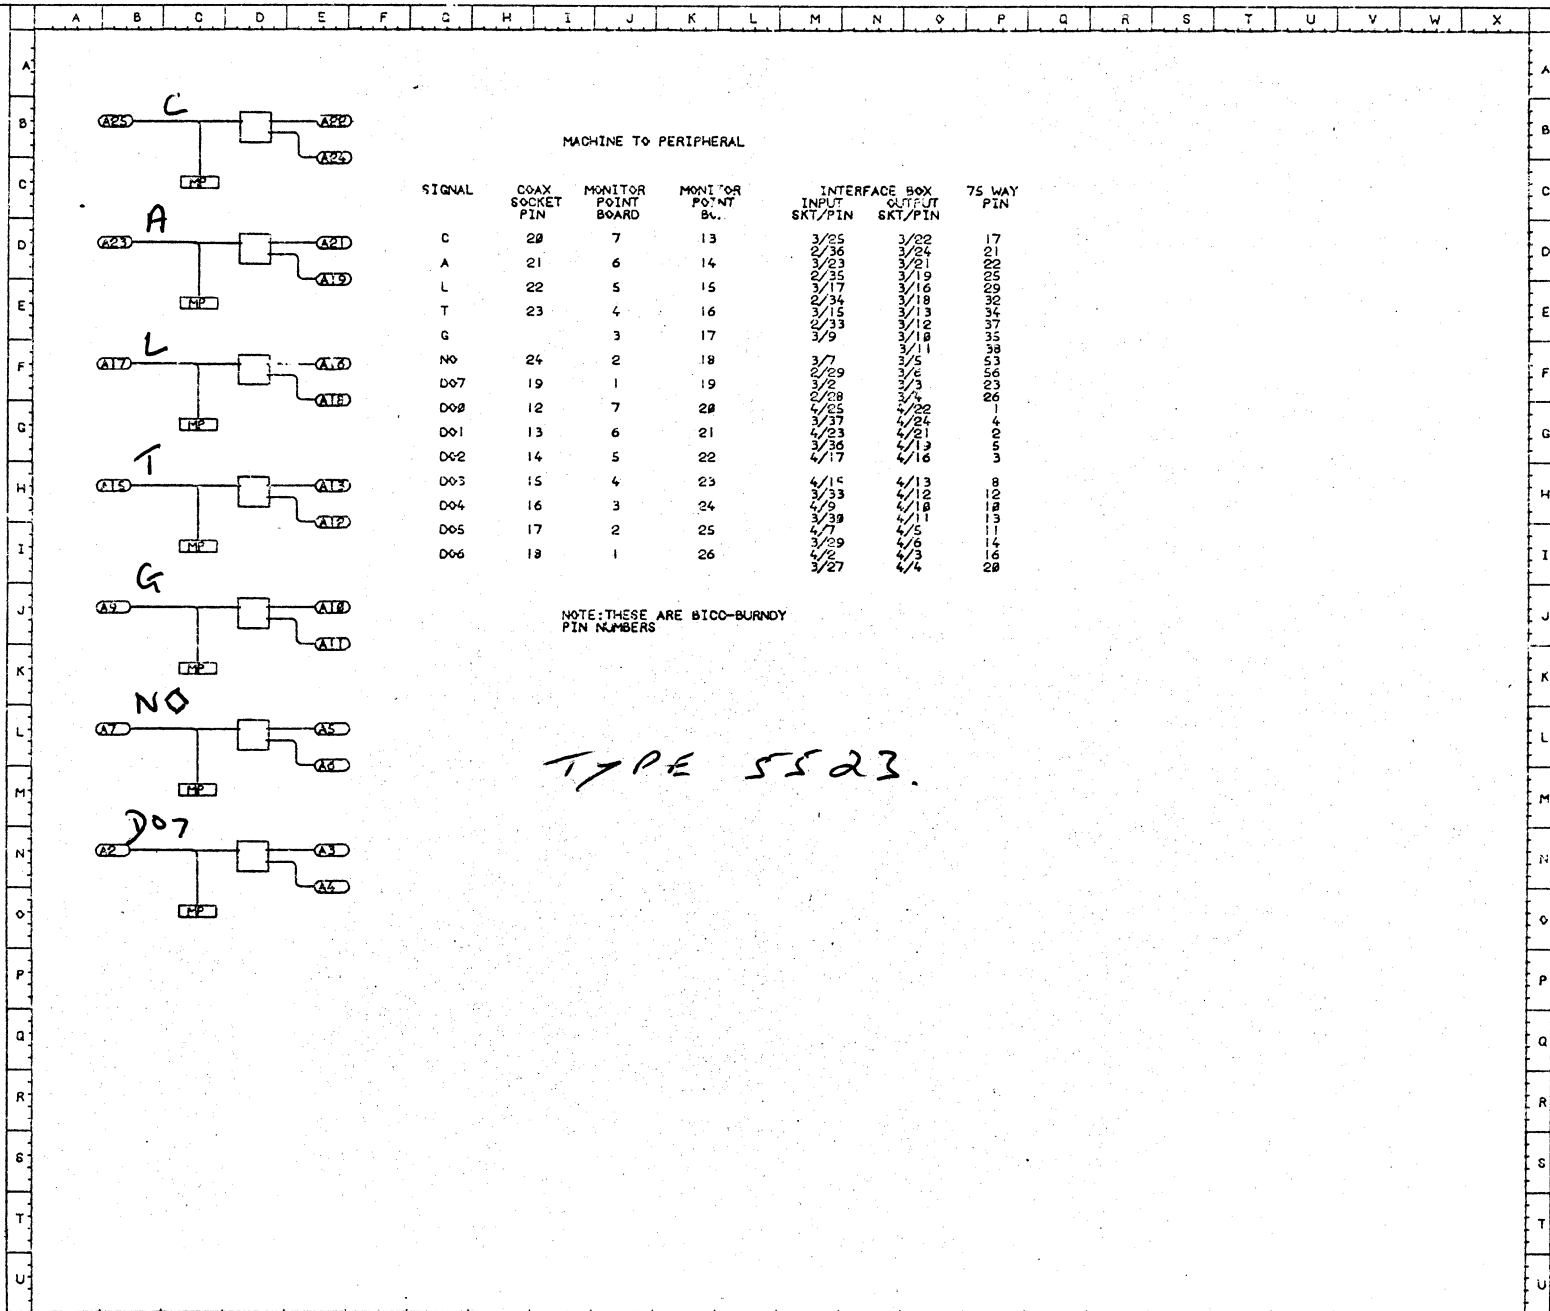 A B C D E F G H I J K L M N O P Q R S T U V W X
A A
B B
C C
D D
E E
F F
G G
H H
I I
J J
K K
L L
M M
N N
O O
P P
Q Q
R R
S S
T T
U U
C
A25 A22
A24
MP
A
A23 A21
A19
MP
L
A17 A16
A18
MP
T
A15 A13
A12
MP
G
A9 A10
A11
MP
NO
A7 A5
A6
MP
DO7
A2 A3
A4
MP
MACHINE TO PERIPHERAL
SIGNAL COAX MONITOR MONITOR INTERFACE BOX 75 WAY
SOCKET POINT POINT INPUT OUTPUT PIN
PIN BOARD SKT/PIN SKT/PIN
C 20 7 13 3/25 3/22 17
2/36 3/24 21
A 21 6 14 3/23 3/21 22
2/35 3/19 25
L 22 5 15 3/17 3/16 29
2/34 3/18 32
T 23 4 16 3/15 3/13 34
2/33 3/12 37
G 3 17 3/9 3/10 35
3/11 38
NO 24 2 18 3/7 3/5 53
2/29 3/6 56
DO7 19 1 19 3/2 3/3 23
2/28 3/4 26
DO0 12 7 20 4/25 4/22 1
3/37 4/24 4
DO1 13 6 21 4/23 4/21 2
3/36 4/19 5
DO2 14 5 22 4/17 4/16 3
DO3 15 4 23 4/15 4/13 8
3/33 4/12 12
DO4 16 3 24 4/9 4/10 10
3/30 4/11 13
DO5 17 2 25 4/7 4/5 11
3/29 4/6 14
DO6 18 1 26 4/2 4/3 16
3/27 4/4 20
NOTE:THESE ARE BICC-BURNDY
PIN NUMBERS
TYPE 5523.